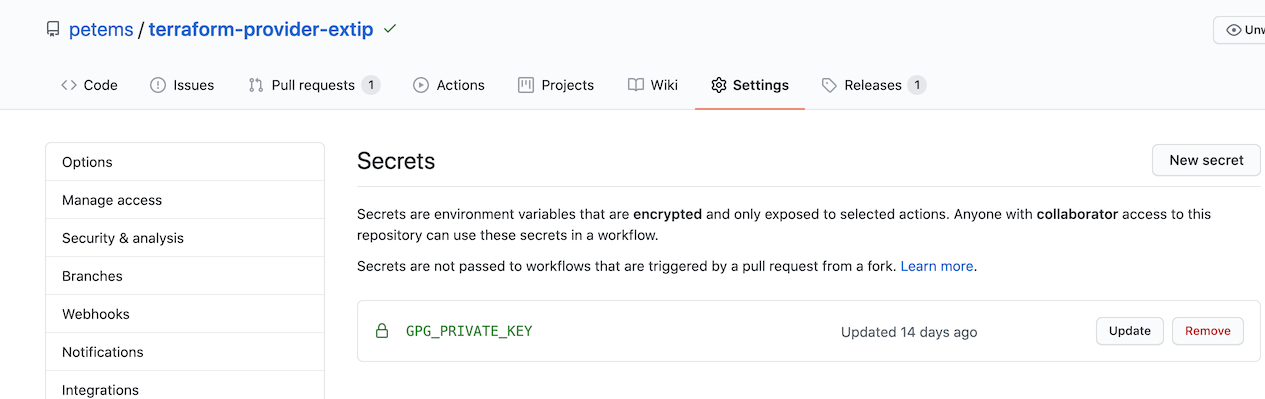 petems / terraform-provider-extip
Unw
Code
Issues
Pull requests 1
Actions
Projects
Wiki
Settings
Releases 1
Options
Manage access
Security & analysis
Branches
Webhooks
Notifications
Integrations
Secrets
New secret
Secrets are environment variables that are encrypted and only exposed to selected actions. Anyone with collaborator access to this
repository can use these secrets in a workflow.
Secrets are not passed to workflows that are triggered by a pull request from a fork. Learn more.
GPG_PRIVATE_KEY
Updated 14 days ago
Update
Remove